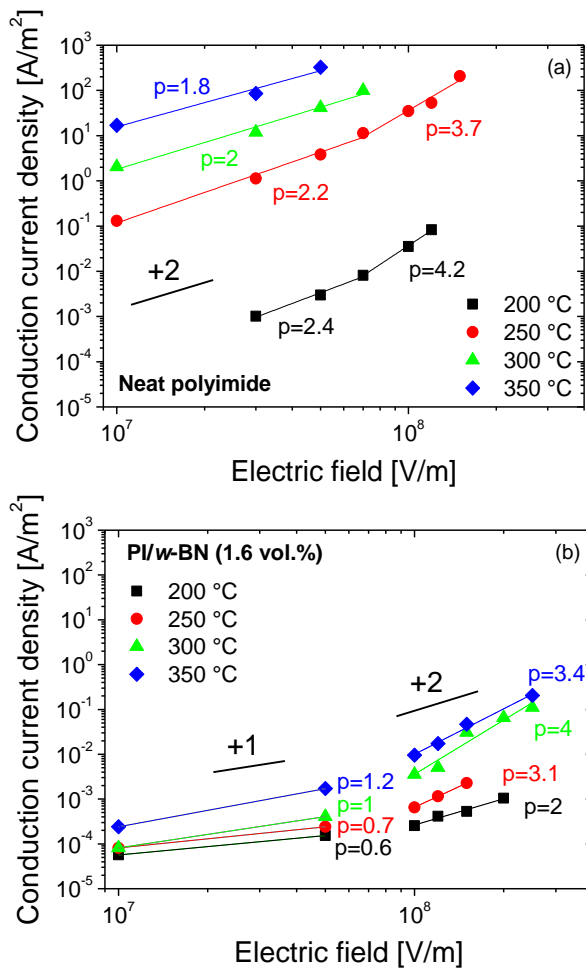 (a)
Conduction current density [A/m²]
10³
10²
10¹
10⁰
10⁻¹
10⁻²
10⁻³
10⁻⁴
10⁻⁵
p=1.8
p=2
p=3.7
p=2.2
+2
p=4.2
p=2.4
200 °C
250 °C
300 °C
350 °C
Neat polyimide
10⁷
10⁸
Electric field [V/m]
PI/w-BN (1.6 vol.%)
(b)
Conduction current density [A/m²]
10³
10²
10¹
10⁰
10⁻¹
10⁻²
10⁻³
10⁻⁴
10⁻⁵
200 °C
250 °C
300 °C
350 °C
+2
p=3.4
+1
p=4
p=1.2
p=1
p=3.1
p=0.7
p=2
p=0.6
10⁷
10⁸
Electric field [V/m]